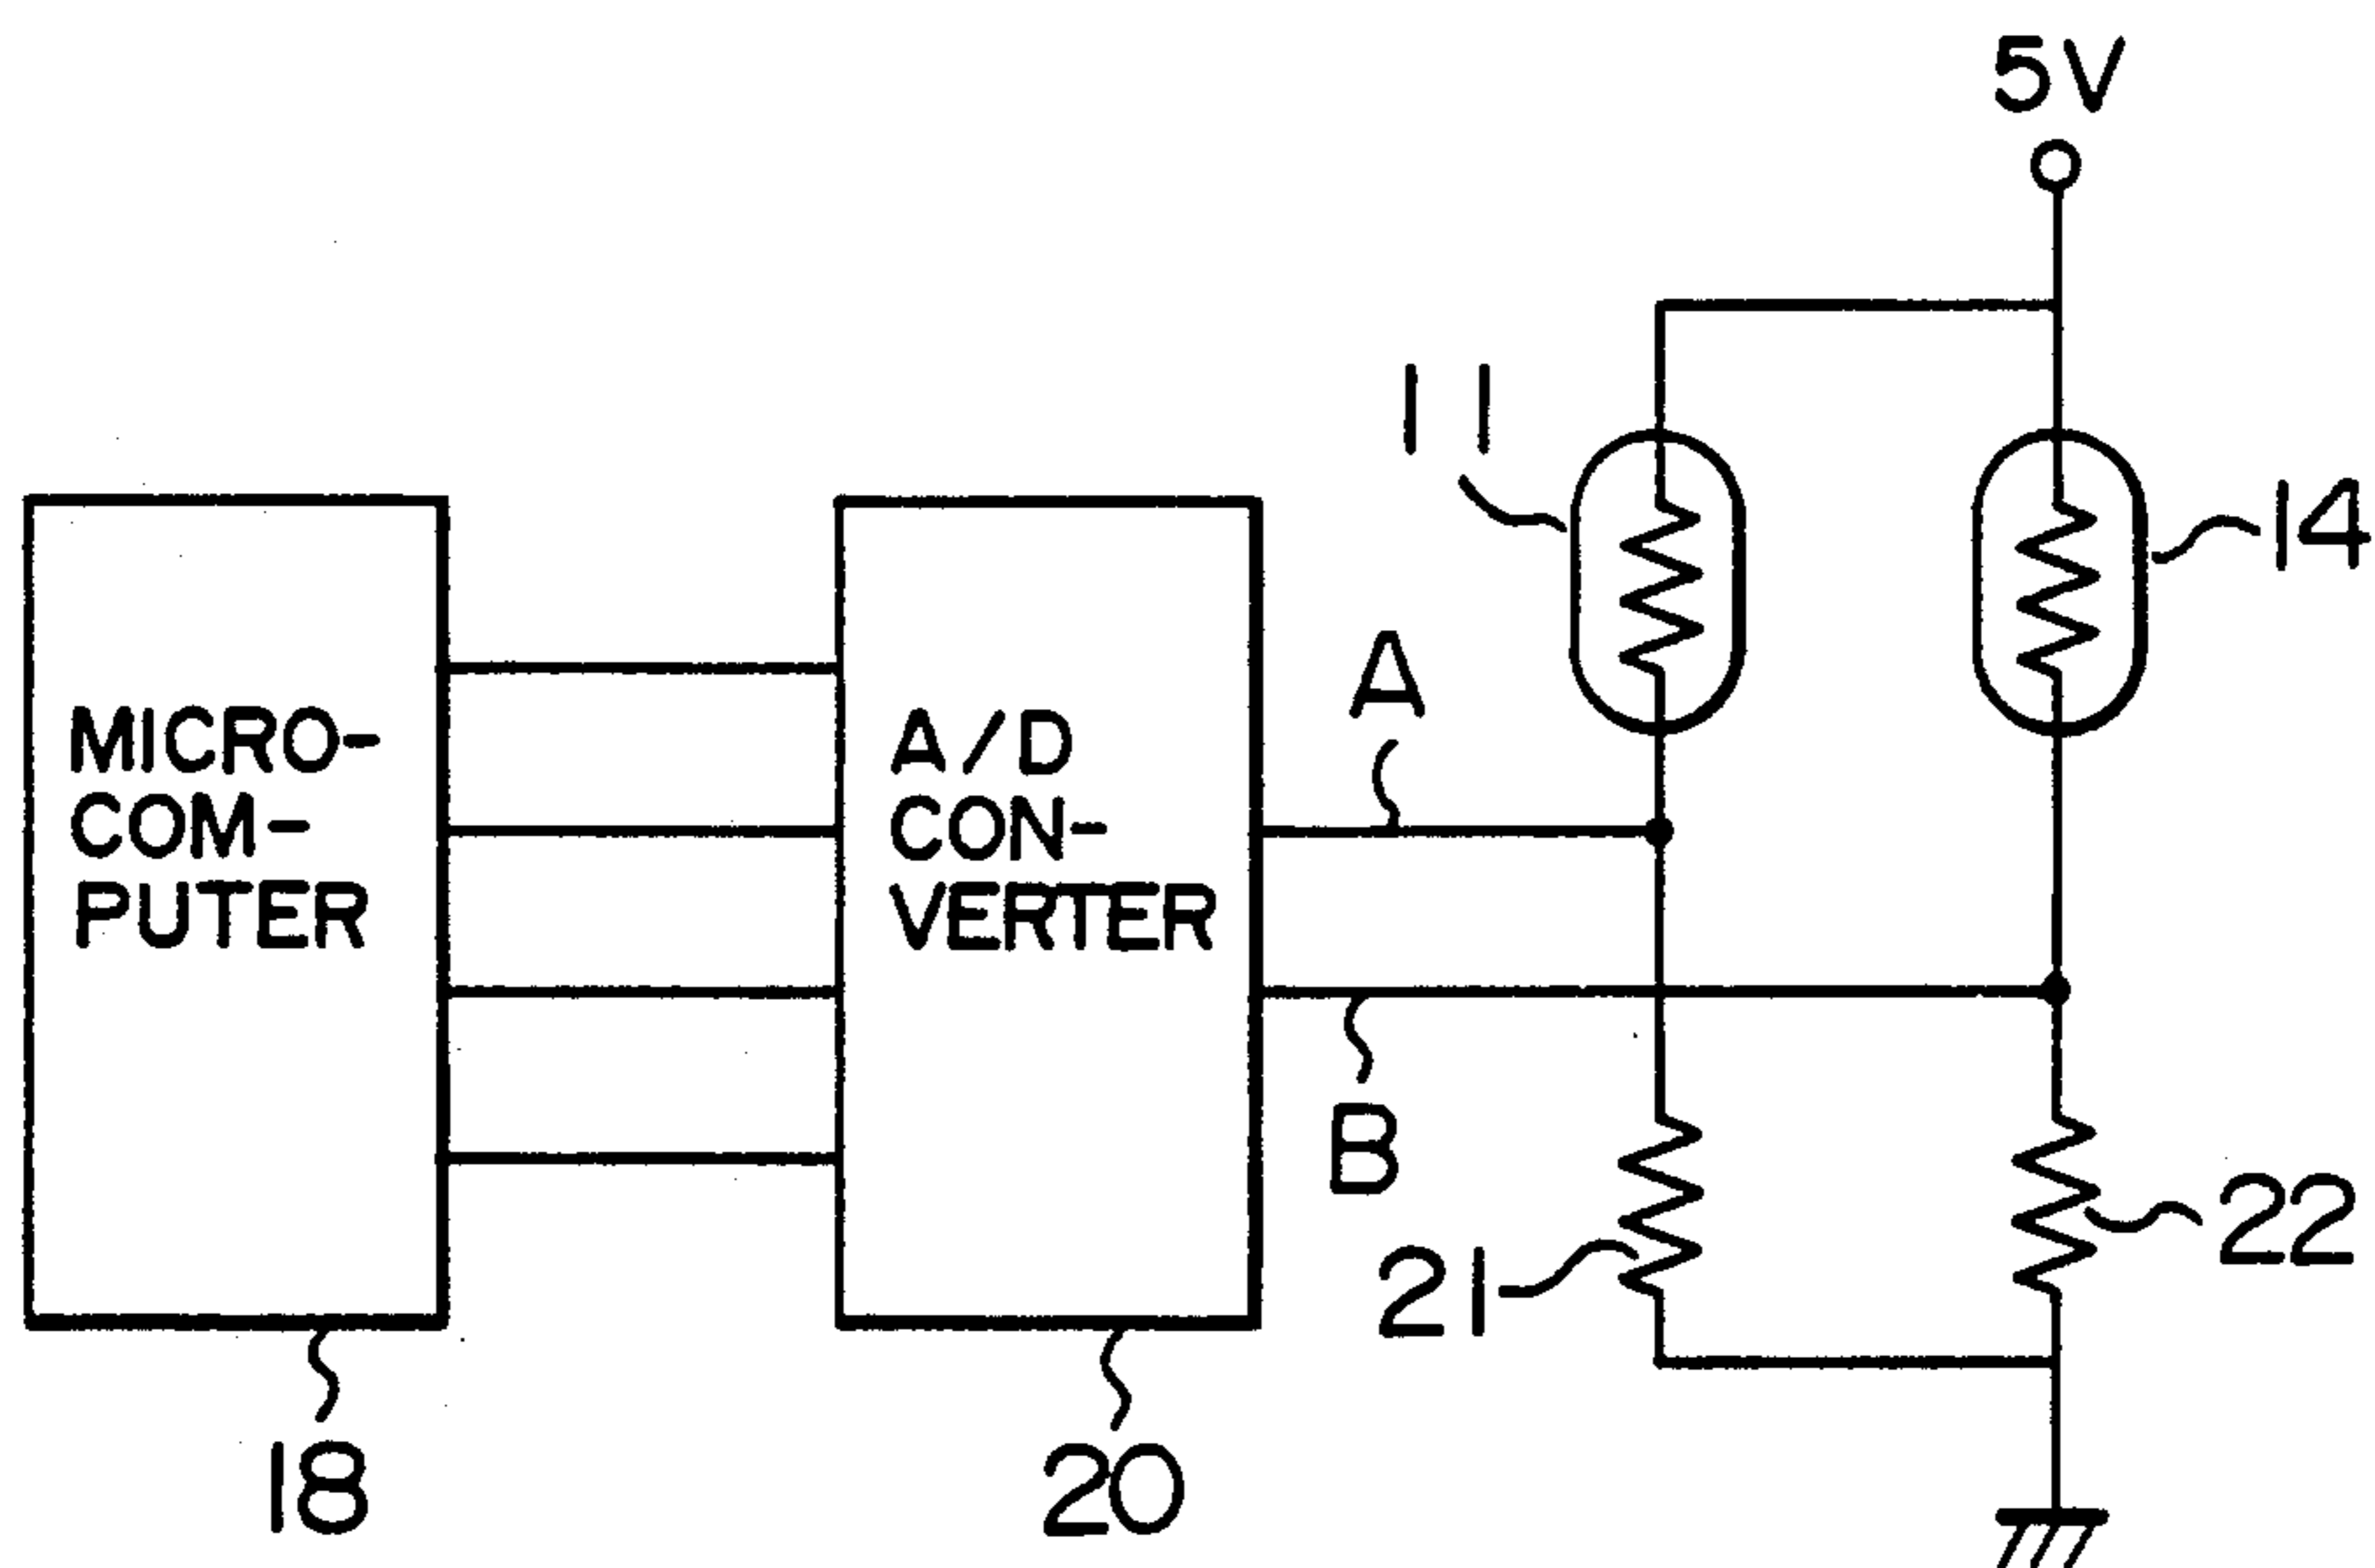 5V
11
14
MICRO-
COM-
PUTER
A/D
CON-
VERTER
A
B
21
22
18
20